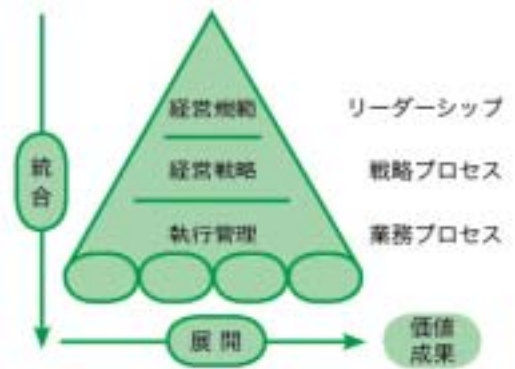 経営規範 リーダーシップ
統合
経営戦略 戦略プロセス
執行管理 業務プロセス
展開
価値
成果